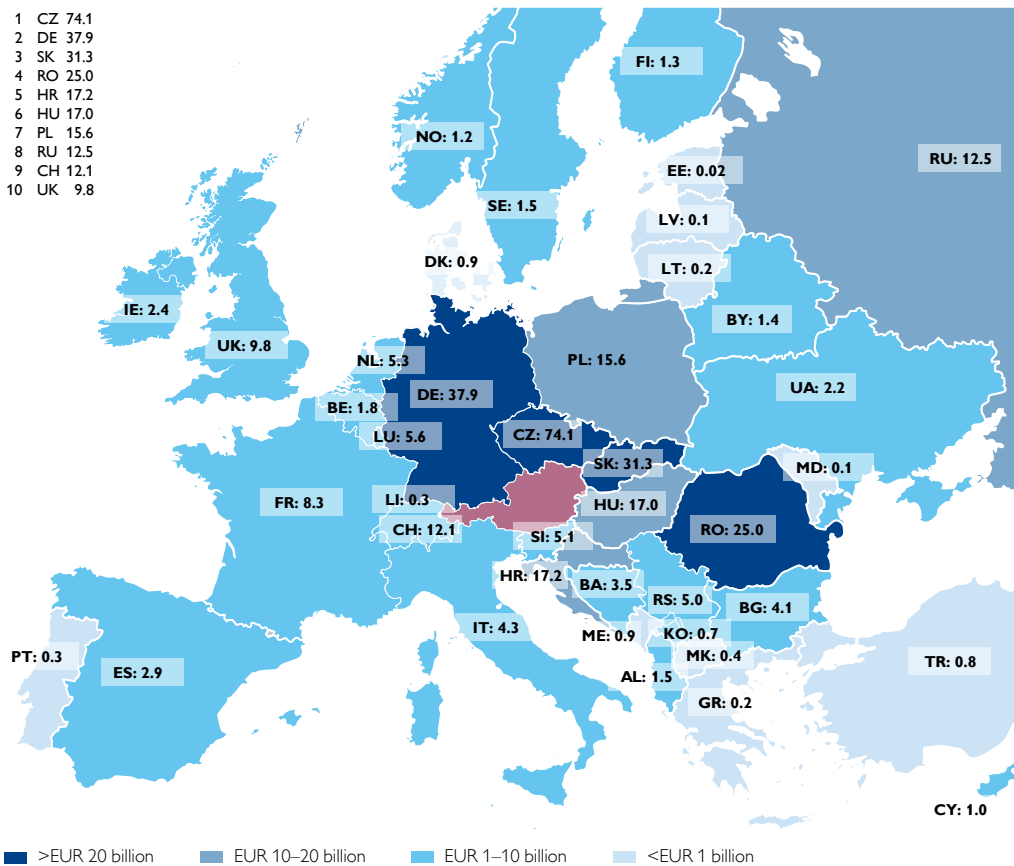 1 CZ 74.1
2 DE 37.9
3 SK 31.3
4 RO 25.0
5 HR 17.2
6 HU 17.0
7 PL 15.6
8 RU 12.5
9 CH 12.1
10 UK 9.8
FI: 1.3
NO: 1.2
RU: 12.5
EE: 0.02
SE: 1.5
LV: 0.1
DK: 0.9
LT: 0.2
IE: 2.4
BY: 1.4
UK: 9.8
NL: 5.3
PL: 15.6
UA: 2.2
DE: 37.9
BE: 1.8
LU: 5.6
CZ: 74.1
SK: 31.3
MD: 0.1
FR: 8.3
LI: 0.3
HU: 17.0
CH: 12.1
SI: 5.1
RO: 25.0
HR: 17.2
BA: 3.5
RS: 5.0
BG: 4.1
IT: 4.3
ME: 0.9
KO: 0.7
PT: 0.3
MK: 0.4
TR: 0.8
ES: 2.9
AL: 1.5
GR: 0.2
CY: 1.0
>EUR 20 billion
EUR 10–20 billion
EUR 1–10 billion
<EUR 1 billion